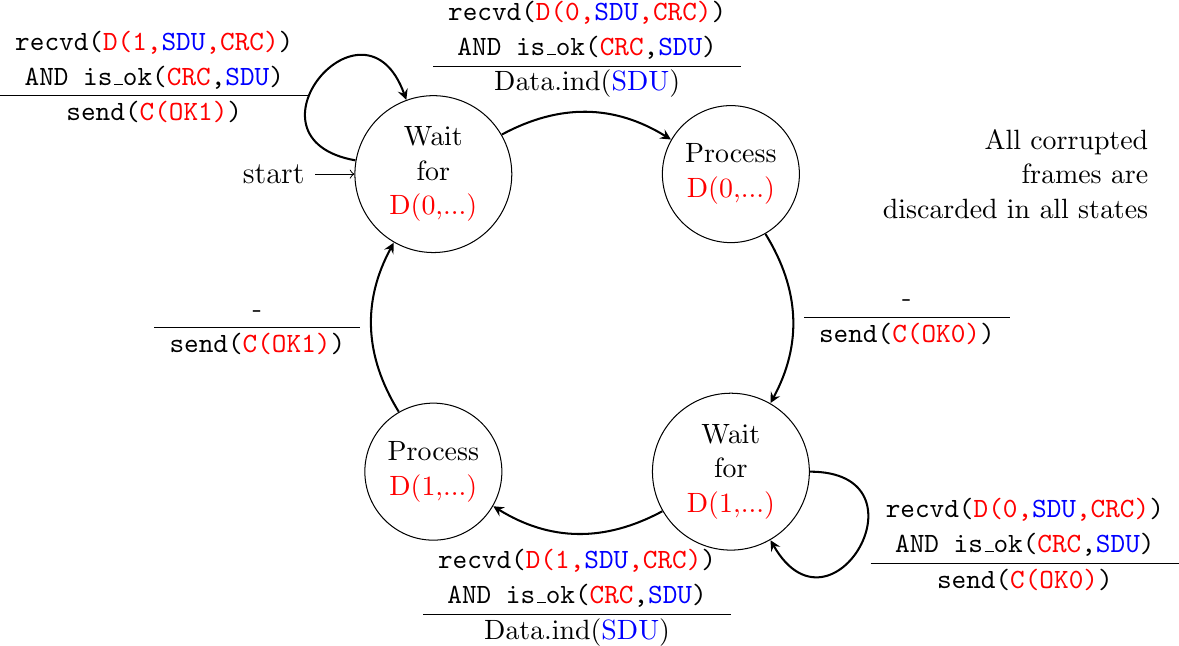 recvd(D(0,SDU,CRC))
AND is_ok(CRC,SDU)
Data.ind(SDU)
recvd(D(1,SDU,CRC))
AND is_ok(CRC,SDU)
send(C(OK1))
start
Wait
for
D(0,...)
Process
D(0,...)
All corrupted
frames are
discarded in all states
-
send(C(OK1))
-
send(C(OK0))
Process
D(1,...)
Wait
for
D(1,...)
recvd(D(0,SDU,CRC))
AND is_ok(CRC,SDU)
send(C(OK0))
recvd(D(1,SDU,CRC))
AND is_ok(CRC,SDU)
Data.ind(SDU)